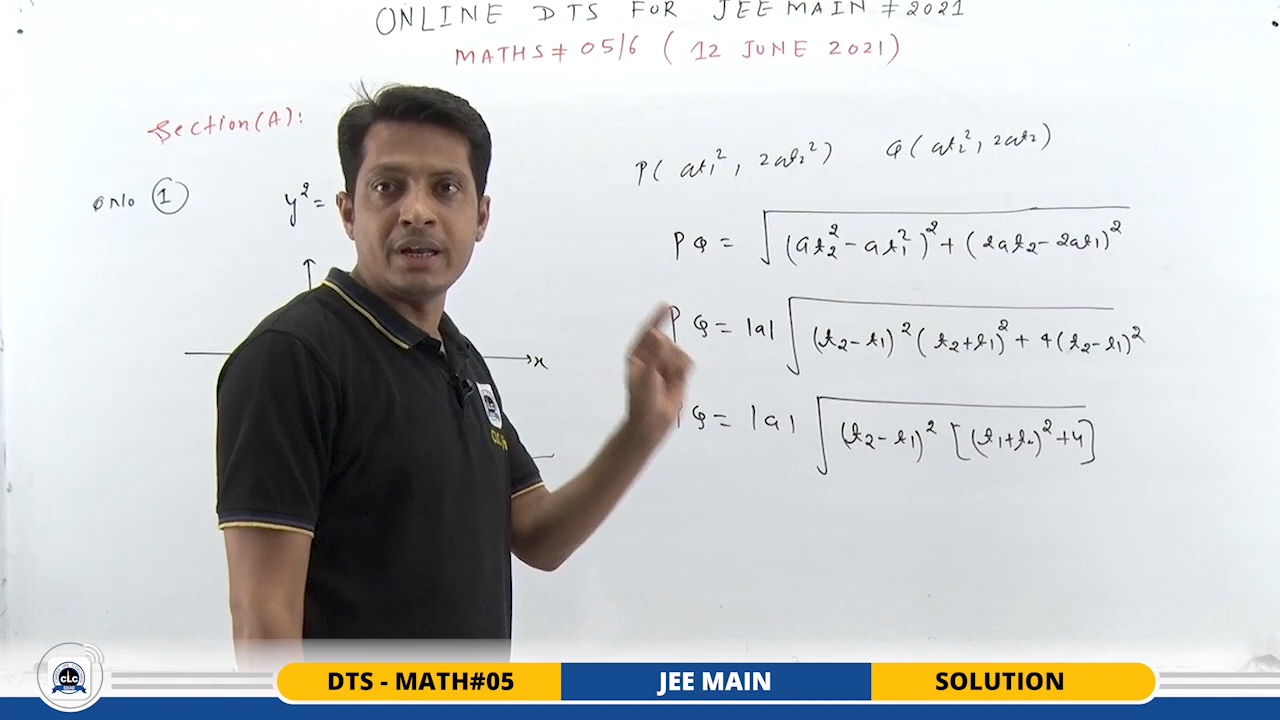 ONLINE DTS FOR JEE MAIN # 2021
MATHS # 05/6 ( 12 JUNE 2021 )
Section (A):
Q No ①
y² =
x
P( at₁², 2at₂² ) Q( at₂², 2at₂ )
PQ = √( (at₂² - at₁²)² + (2at₂ - 2at₁)² )
PQ = |a| √( (t₂ - t₁)² (t₂+t₁)² + 4(t₂ - t₁)² )
PQ = |a| √( (t₂ - t₁)² [(t₁+t₂)² + 4] )
CLC
DTS - MATH#05
JEE MAIN
SOLUTION